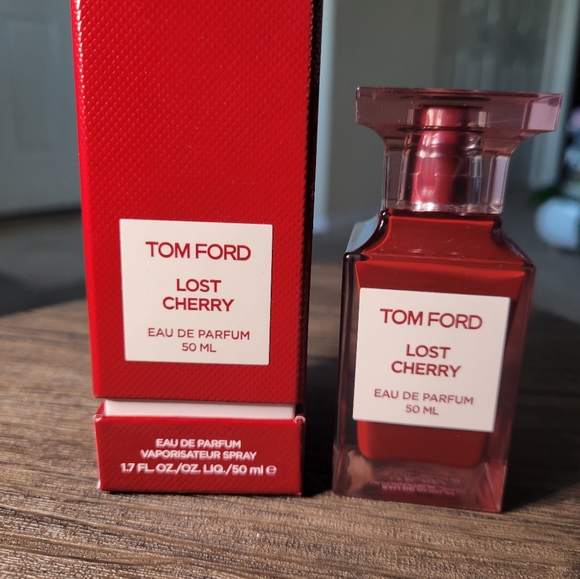 TOM FORD
LOST
CHERRY
EAU DE PARFUM
50 ML
EAU DE PARFUM
VAPORISATEUR SPRAY
1.7 FL. OZ./OZ. LIQ./50 ml ℮
TOM FORD
LOST
CHERRY
EAU DE PARFUM
50 ML